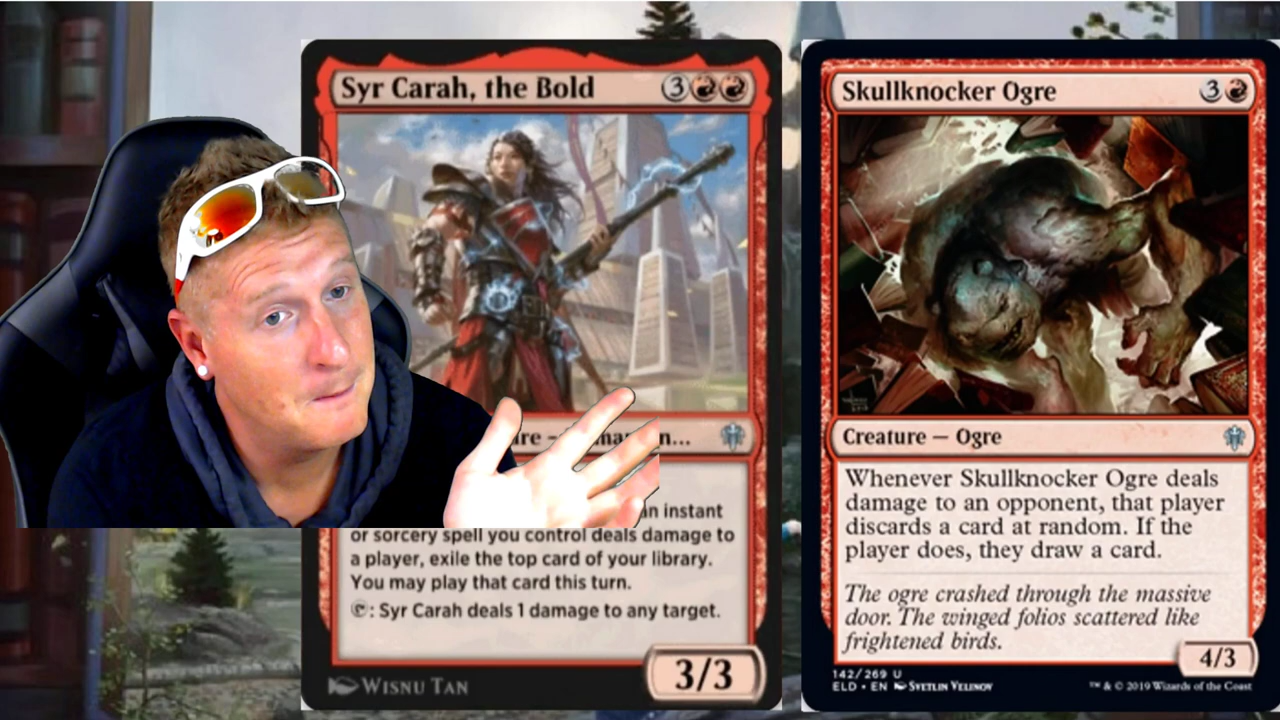 Syr Carah, the Bold 3
in instant
or sorcery spell you control deals damage to
a player, exile the top card of your library.
You may play that card this turn.
: Syr Carah deals 1 damage to any target.
3/3
WISNU TAN
Skullknocker Ogre 3
Creature — Ogre
Whenever Skullknocker Ogre deals
damage to an opponent, that player
discards a card at random. If the
player does, they draw a card.
The ogre crashed through the massive
door. The winged folios scattered like
frightened birds.
4/3
142/269 U
ELD • EN SVETLIN VELINOV
™ & © 2019 Wizards of the Coast